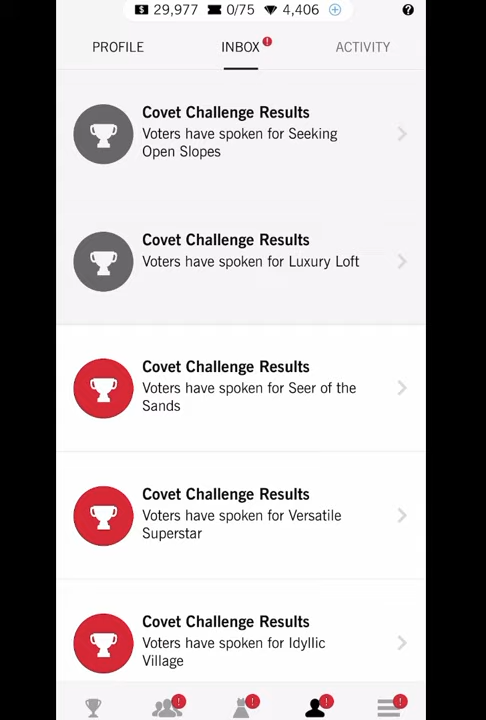 $ 29,977 0/75 4,406 ?
PROFILE INBOX ! ACTIVITY
Covet Challenge Results
Voters have spoken for Seeking
Open Slopes
Covet Challenge Results
Voters have spoken for Luxury Loft
Covet Challenge Results
Voters have spoken for Seer of the
Sands
Covet Challenge Results
Voters have spoken for Versatile
Superstar
Covet Challenge Results
Voters have spoken for Idyllic
Village
! ! ! !